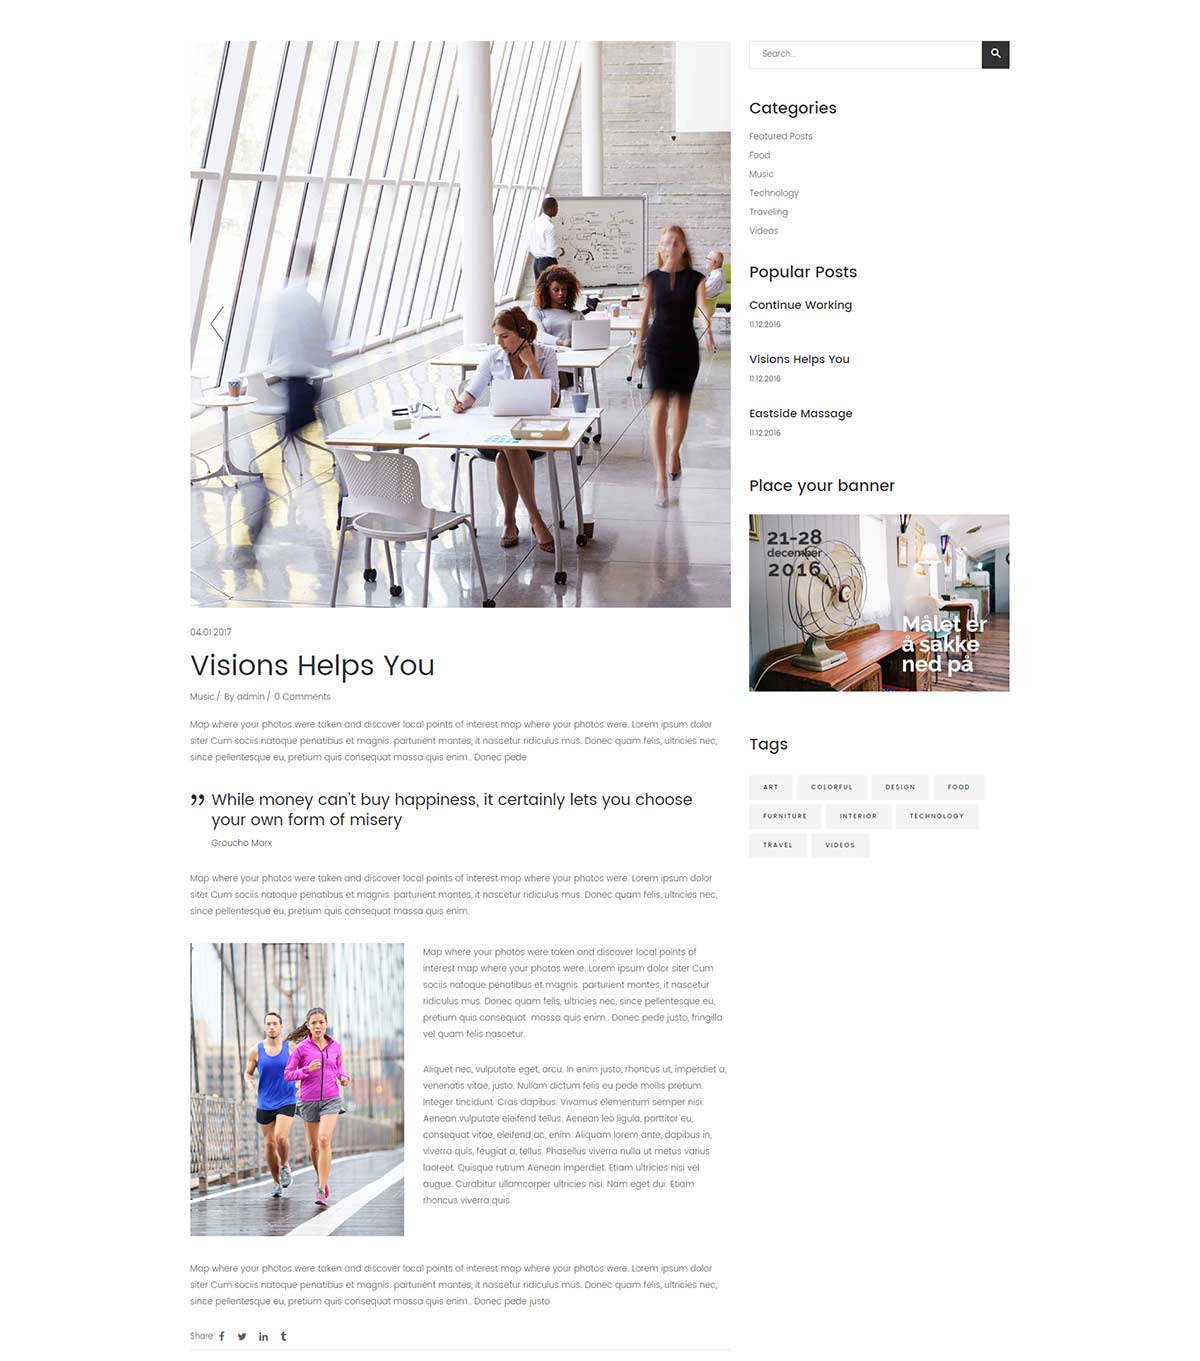 04.01.2017
Visions Helps You
Music / By admin / 0 Comments
Map where your photos were taken and discover local points of interest map where your photos were. Lorem ipsum dolor
siter Cum sociis natoque penatibus et magnis. parturient montes, it nascetur ridiculus mus. Donec quam felis, ultricies nec,
since pellentesque eu, pretium quis consequat massa quis enim.. Donec pede
While money can't buy happiness, it certainly lets you choose
your own form of misery
Groucho Marx
Map where your photos were taken and discover local points of interest map where your photos were. Lorem ipsum dolor
siter Cum sociis natoque penatibus et magnis. parturient montes, it nascetur ridiculus mus. Donec quam felis, ultricies nec,
since pellentesque eu, pretium quis consequat massa quis enim.
Map where your photos were taken and discover local points of
interest map where your photos were. Lorem ipsum dolor siter Cum
sociis natoque penatibus et magnis. parturient montes, it nascetur
ridiculus mus. Donec quam felis, ultricies nec, since pellentesque eu,
pretium quis consequat massa quis enim.. Donec pede justo, fringilla
vel quam felis nascetur.
Aliquet nec, vulputate eget, arcu. In enim justo, rhoncus ut, imperdiet a,
venenatis vitae, justo. Nullam dictum felis eu pede mollis pretium.
Integer tincidunt. Cras dapibus. Vivamus elementum semper nisi.
Aenean vulputate eleifend tellus. Aenean leo ligula, porttitor eu,
consequat vitae, eleifend ac, enim. Aliquam lorem ante, dapibus in,
viverra quis, feugiat a, tellus. Phasellus viverra nulla ut metus varius
laoreet. Quisque rutrum Aenean imperdiet. Etiam ultricies nisi vel
augue. Curabitur ullamcorper ultricies nisi. Nam eget dui. Etiam
rhoncus viverra quis.
Map where your photos were taken and discover local points of interest map where your photos were. Lorem ipsum dolor
siter Cum sociis natoque penatibus et magnis. parturient montes, it nascetur ridiculus mus. Donec quam felis, ultricies nec,
since pellentesque eu, pretium quis consequat massa quis enim.. Donec pede justo
Share
Search...
Categories
Featured Posts
Food
Music
Technology
Traveling
Videos
Popular Posts
Continue Working
11.12.2016
Visions Helps You
11.12.2016
Eastside Massage
11.12.2016
Place your banner
21-28
december
2016
Målet er
å sakke
ned på
Tags
ART COLORFUL DESIGN FOOD
FURNITURE INTERIOR TECHNOLOGY
TRAVEL VIDEOS